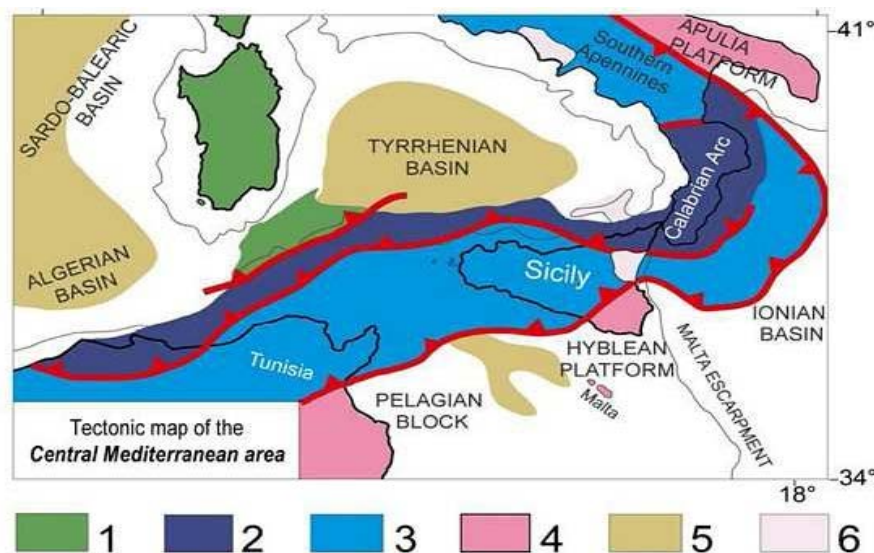 41°
APULIA
PLATFORM
Southern
Apennines
SARDO-BALEARIC
BASIN
TYRRHENIAN
BASIN
Calabrian Arc
ALGERIAN
BASIN
Sicily
IONIAN
BASIN
Tunisia
HYBLEAN
PLATFORM
MALTA ESCARPMENT
Malta
PELAGIAN
BLOCK
Tectonic map of the
Central Mediterranean area
34°
18°
1 2 3 4 5 6